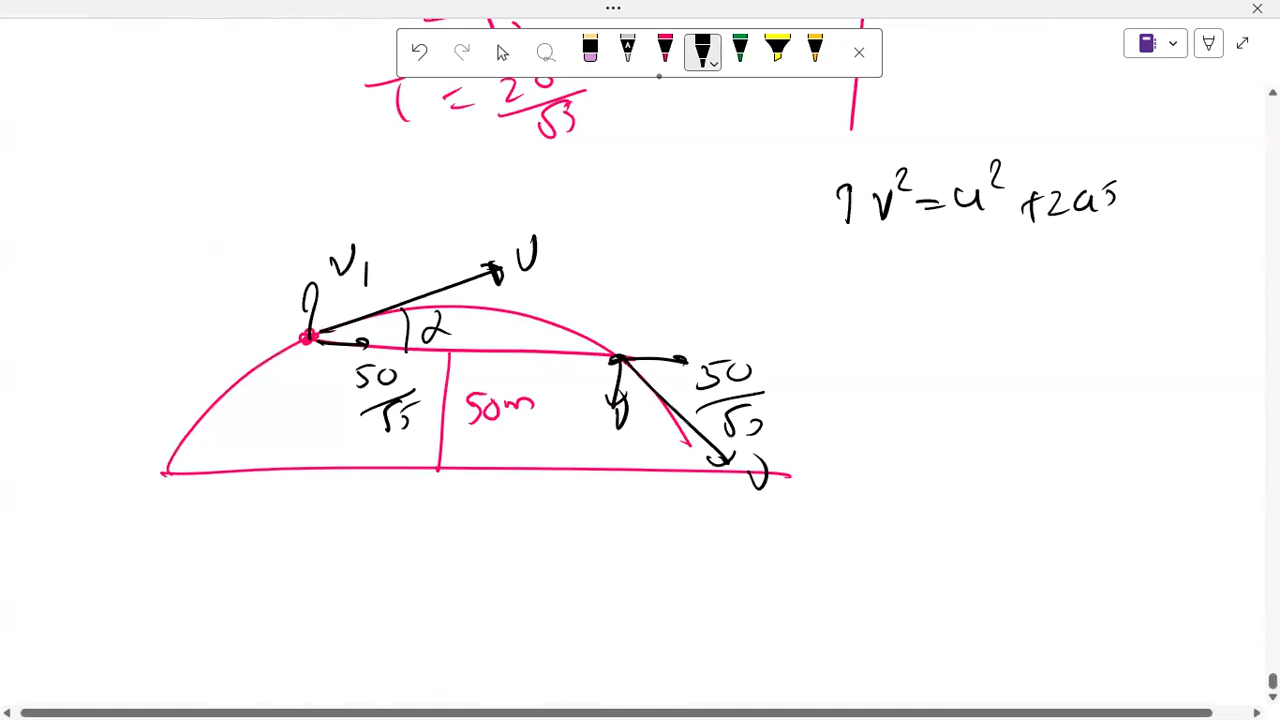 T = 20/√3
↑ v² = u² + 2as
v₁
υ
α
50/√3
50/√3
50m
υ
υ